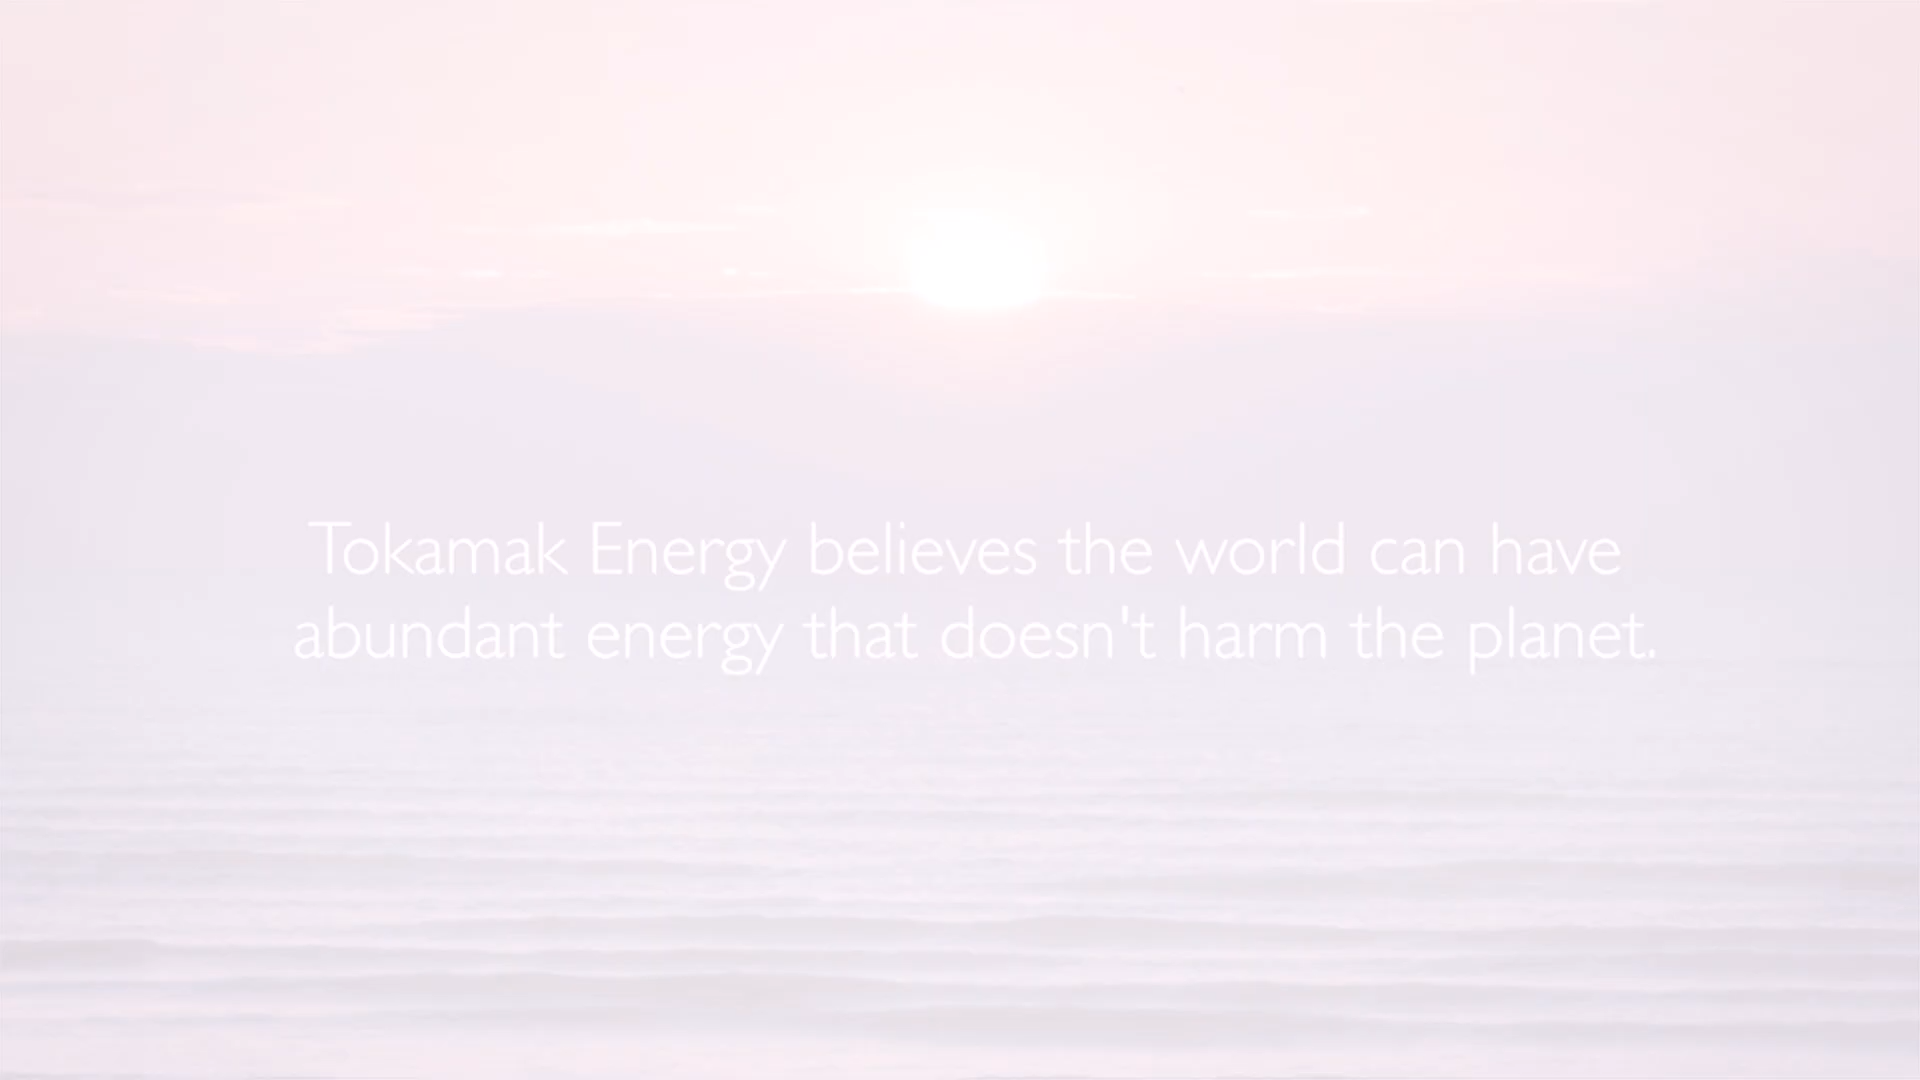 Tokamak Energy believes the world can have
abundant energy that doesn't harm the planet.